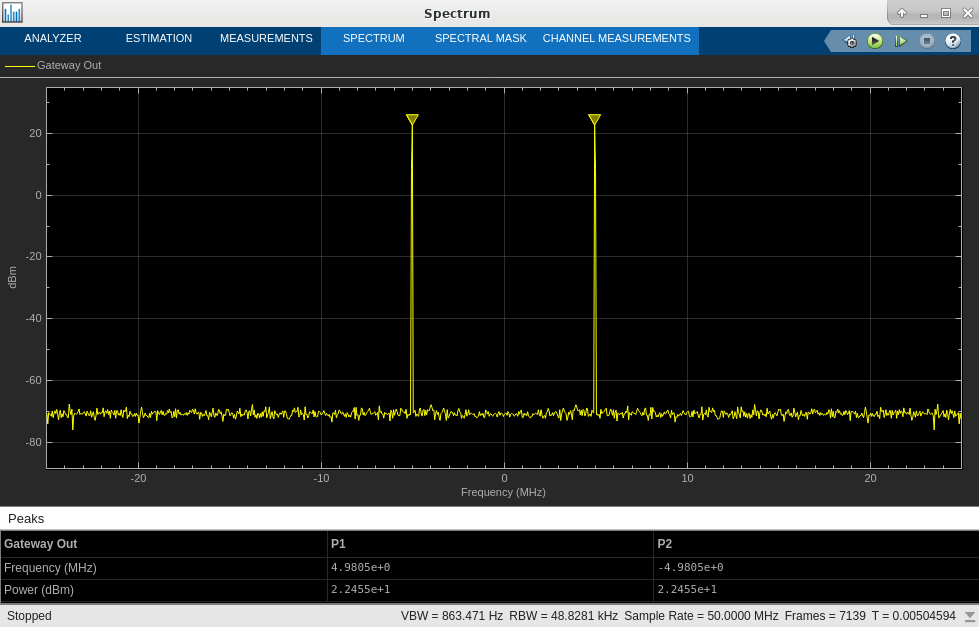 Spectrum
ANALYZER ESTIMATION MEASUREMENTS SPECTRUM SPECTRAL MASK CHANNEL MEASUREMENTS ?
Gateway Out
20
0
-20
-40
-60
-80
dBm
-20 -10 0 10 20
Frequency (MHz)
Peaks
Gateway Out P1 P2
Frequency (MHz) 4.9805e+0 -4.9805e+0
Power (dBm) 2.2455e+1 2.2455e+1
Stopped VBW = 863.471 Hz RBW = 48.8281 kHz Sample Rate = 50.0000 MHz Frames = 7139 T = 0.00504594